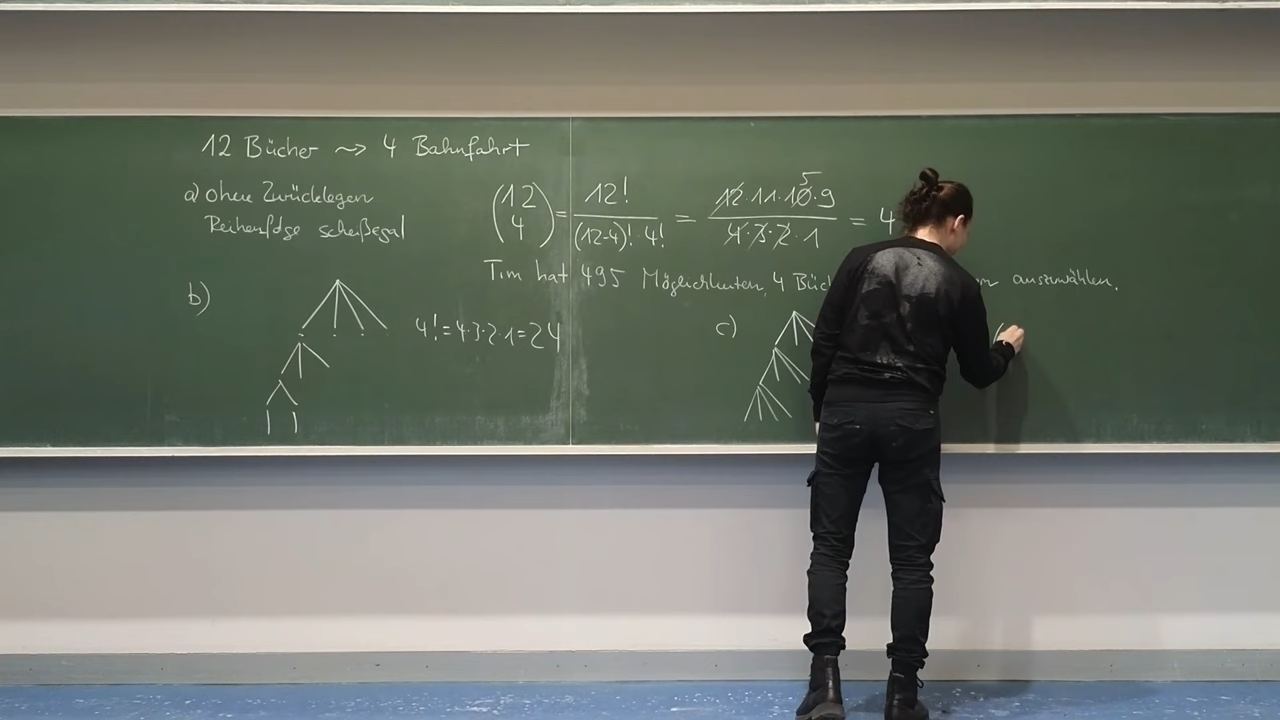 12 Bücher ⤳ 4 Bahnfahrt
a) ohne Zurücklegen
Reihenfolge scheißegal
(12 4) = 12! / (12-4)! · 4! = 12·11·10·9 / 4·3·2·1 = 4
5
Tim hat 495 Möglichkeiten, 4 Büch auszuwählen.
b)
4! = 4·3·2·1 = 24
c)